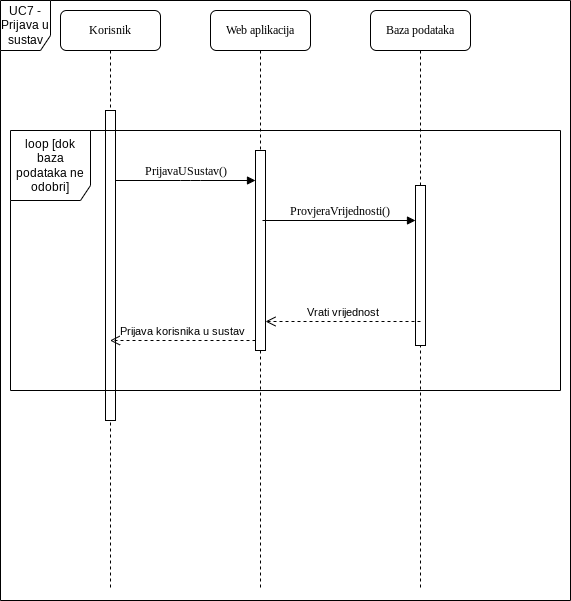 UC7 -
Prijava u
sustav
Korisnik
Web aplikacija
Baza podataka
loop [dok
baza
podataka ne
odobri]
PrijavaUSustav()
ProvjeraVrijednosti()
Vrati vrijednost
Prijava korisnika u sustav